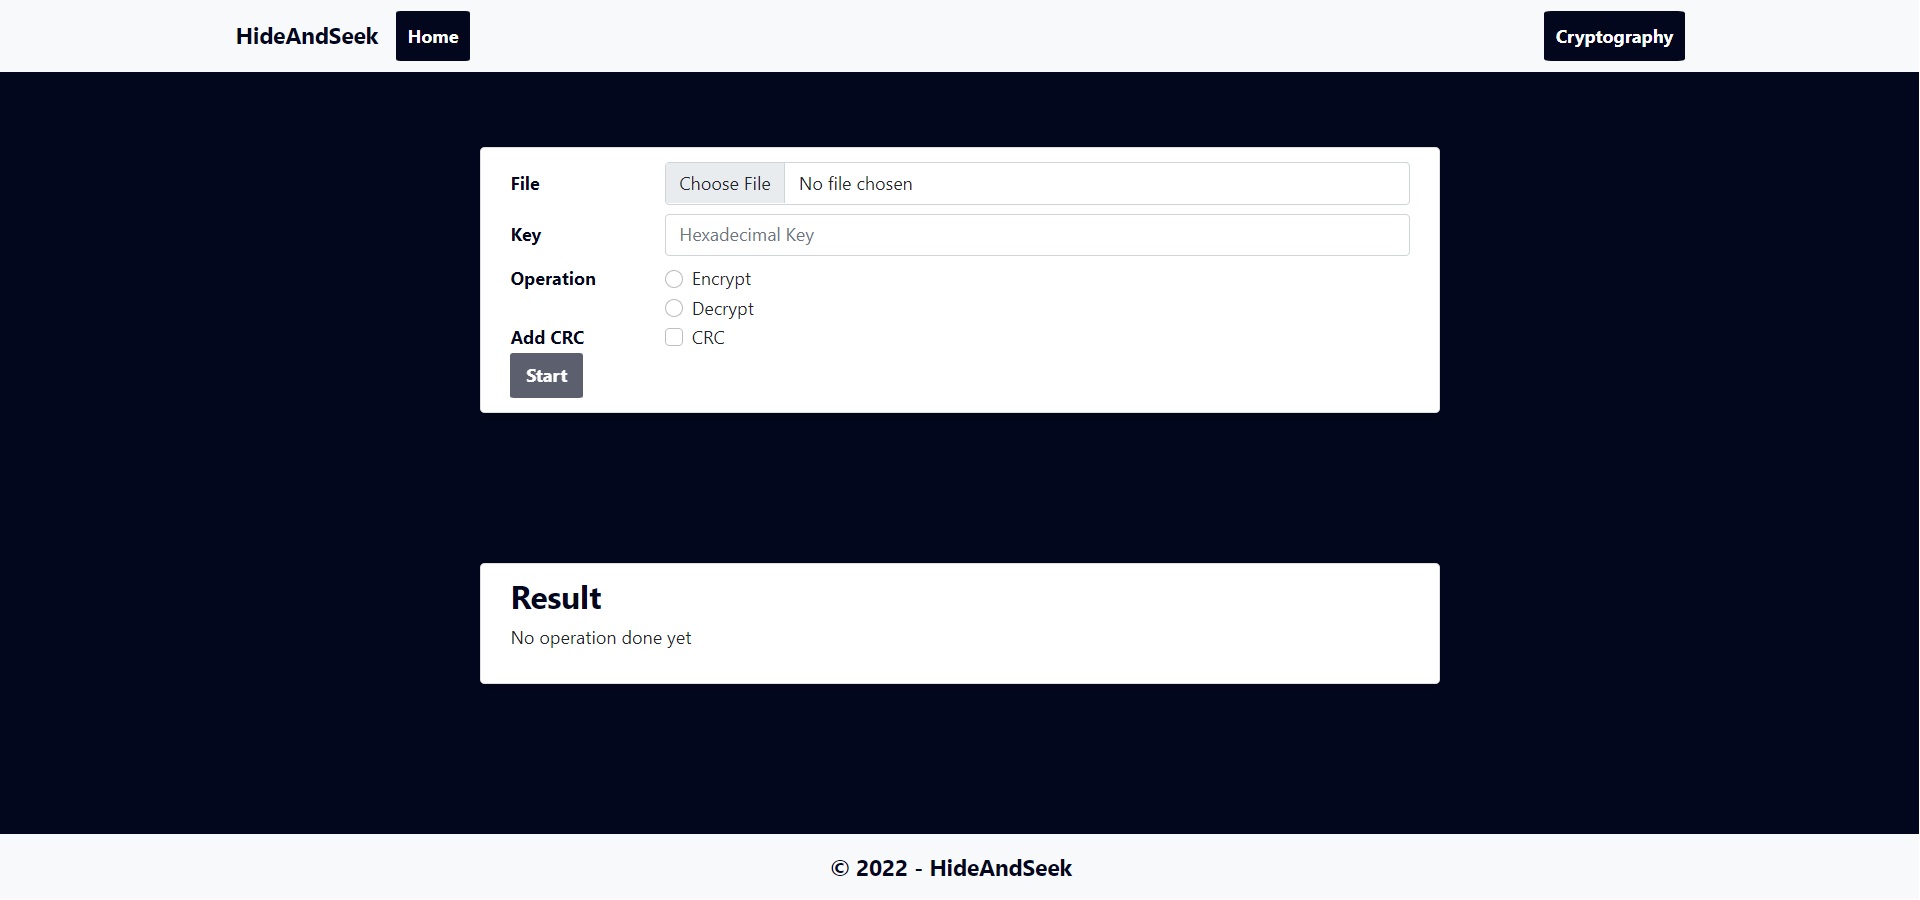 HideAndSeek Home Cryptography
File Choose File No file chosen
Key Hexadecimal Key
Operation Encrypt
Decrypt
Add CRC CRC
Start
Result
No operation done yet
© 2022 - HideAndSeek